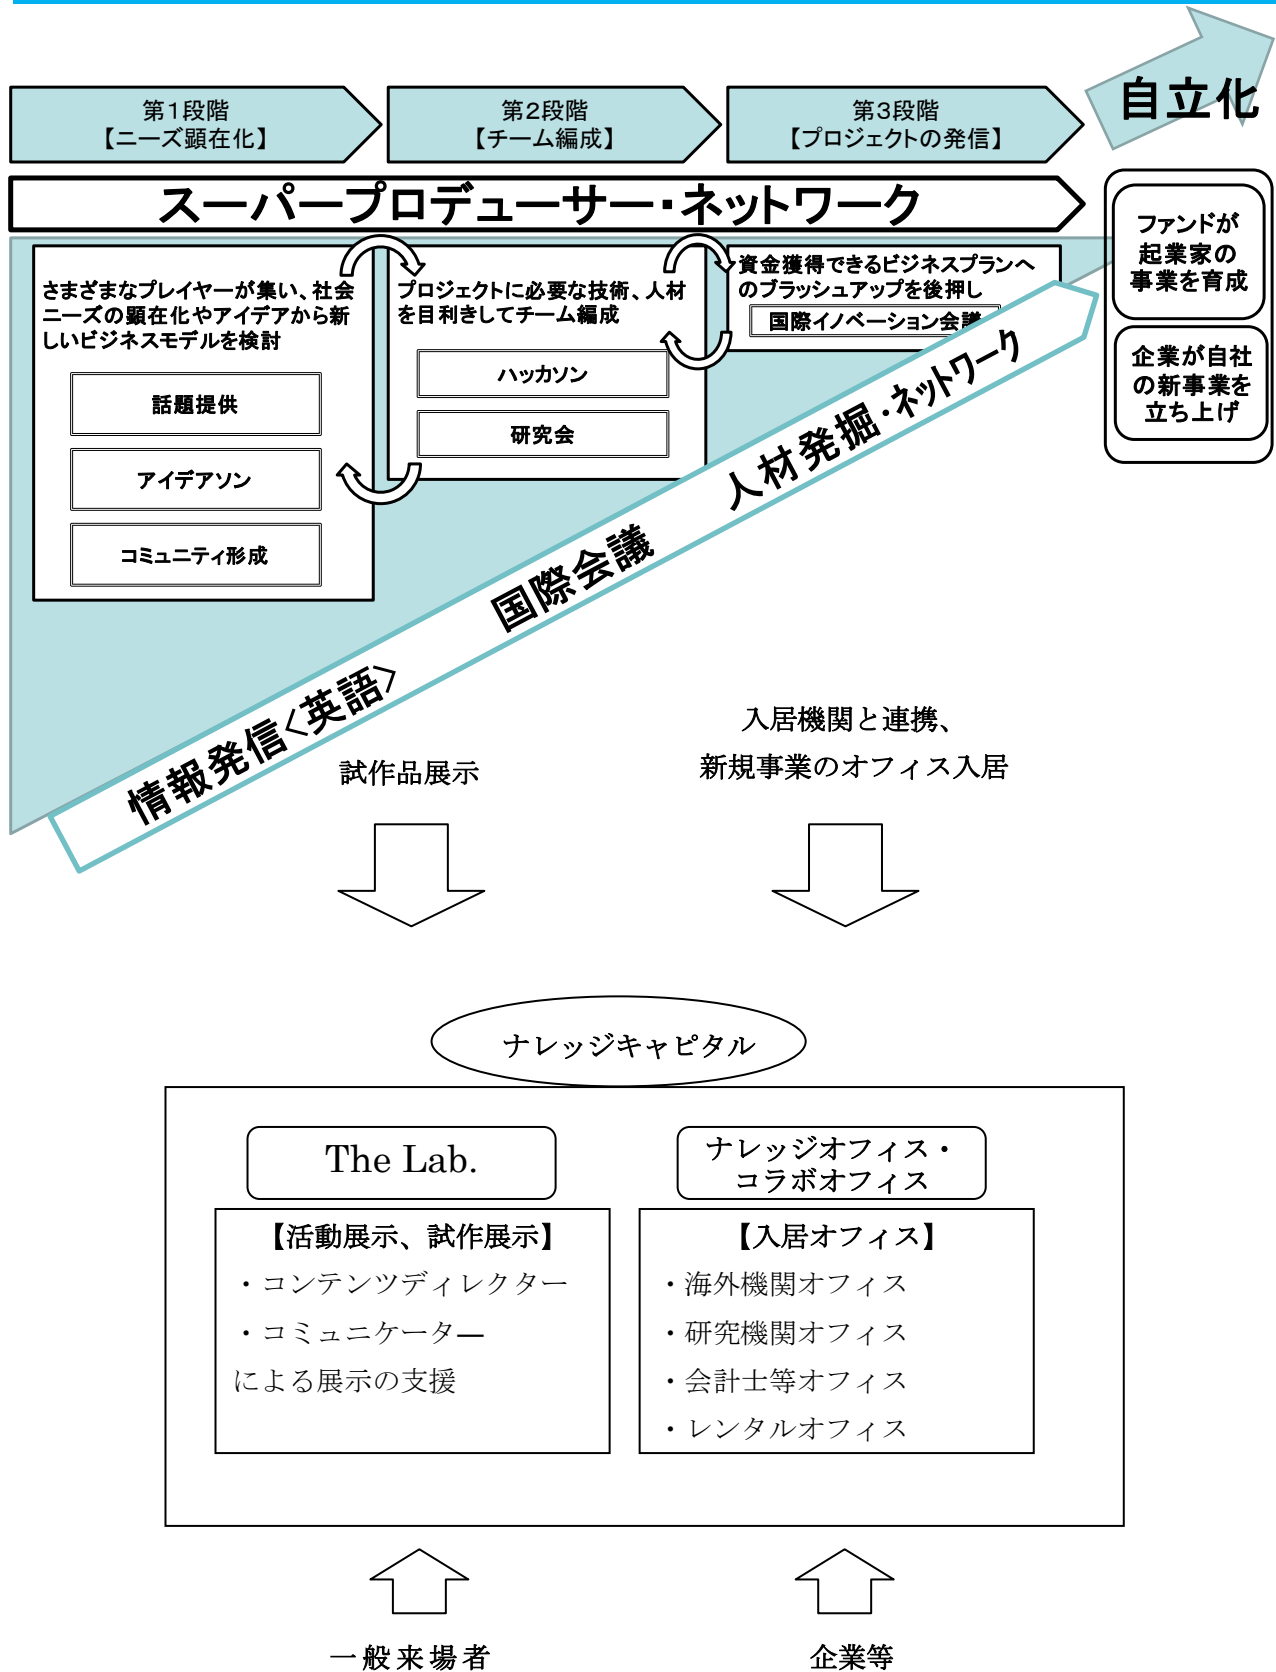 自立化
第1段階
【ニーズ顕在化】
第2段階
【チーム編成】
第3段階
【プロジェクトの発信】
スーパープロデューサー・ネットワーク
さまざまなプレイヤーが集い、社会
ニーズの顕在化やアイデアから新
しいビジネスモデルを検討
話題提供
アイデアソン
コミュニティ形成
プロジェクトに必要な技術、人材
を目利きしてチーム編成
ハッカソン
研究会
資金獲得できるビジネスプランへ
のブラッシュアップを後押し
国際イノベーション会議
ファンドが
起業家の
事業を育成
企業が自社
の新事業を
立ち上げ
情報発信<英語> 国際会議 人材発掘・ネットワーク
試作品展示
入居機関と連携、
新規事業のオフィス入居
ナレッジキャピタル
The Lab.
【活動展示、試作展示】
・コンテンツディレクター
・コミュニケーター
による展示の支援
ナレッジオフィス・
コラボオフィス
【入居オフィス】
・海外機関オフィス
・研究機関オフィス
・会計士等オフィス
・レンタルオフィス
一般来場者
企業等